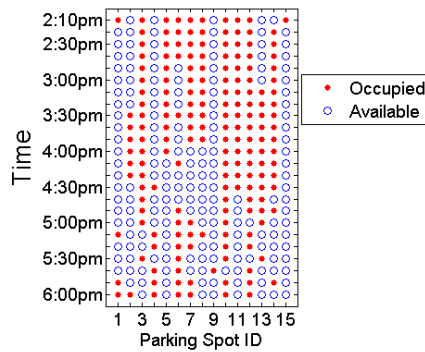 2:10pm
2:30pm
3:00pm
3:30pm
4:00pm
4:30pm
5:00pm
5:30pm
6:00pm
Time
1 3 5 7 9 11 13 15
Parking Spot ID
Occupied
Available